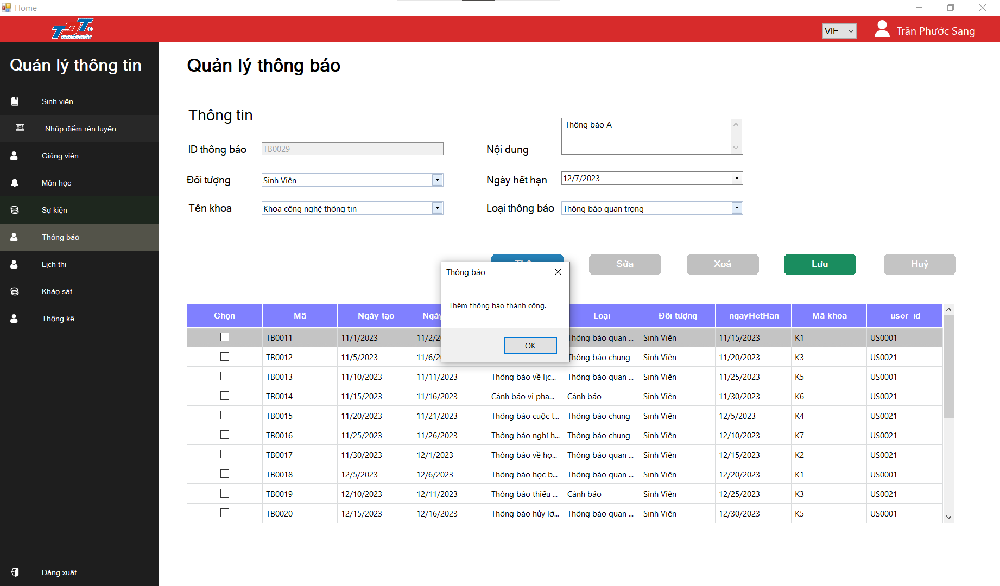 Home
TDT
VIE
Trần Phước Sang
Quản lý thông tin
Sinh viên
Nhập điểm rèn luyện
Giảng viên
Môn học
Sự kiện
Thông báo
Lịch thi
Khảo sát
Thống kê
Đăng xuất
Quản lý thông báo
Thông tin
ID thông báo TB0029
Nội dung Thông báo A
Đối tượng Sinh Viên
Ngày hết hạn 12/7/2023
Tên khoa Khoa công nghệ thông tin
Loại thông báo Thông báo quan trọng
Sửa Xoá Lưu Huỷ
Thông báo
Thêm thông báo thành công.
OK
Chọn Mã Ngày tạo Ngày Loại Đối tượng ngayHetHan Mã khoa user_id
TB0011 11/1/2023 11/2/2 Thông báo quan ... Sinh Viên 11/15/2023 K1 US0001
TB0012 11/5/2023 11/6/2 Thông báo chung Sinh Viên 11/20/2023 K3 US0021
TB0013 11/10/2023 11/11/2023 Thông báo về lịc... Thông báo quan ... Sinh Viên 11/25/2023 K5 US0001
TB0014 11/15/2023 11/16/2023 Cảnh báo vi phạ... Cảnh báo Sinh Viên 11/30/2023 K6 US0021
TB0015 11/20/2023 11/21/2023 Thông báo cuộc t... Thông báo chung Sinh Viên 12/5/2023 K4 US0021
TB0016 11/25/2023 11/26/2023 Thông báo nghỉ h... Thông báo chung Sinh Viên 12/10/2023 K7 US0021
TB0017 11/30/2023 12/1/2023 Thông báo về họ... Thông báo quan ... Sinh Viên 12/15/2023 K2 US0021
TB0018 12/5/2023 12/6/2023 Thông báo học b... Thông báo quan ... Sinh Viên 12/20/2023 K1 US0001
TB0019 12/10/2023 12/11/2023 Thông báo thiếu ... Cảnh báo Sinh Viên 12/25/2023 K3 US0021
TB0020 12/15/2023 12/16/2023 Thông báo hủy lớ... Thông báo quan ... Sinh Viên 12/30/2023 K5 US0001